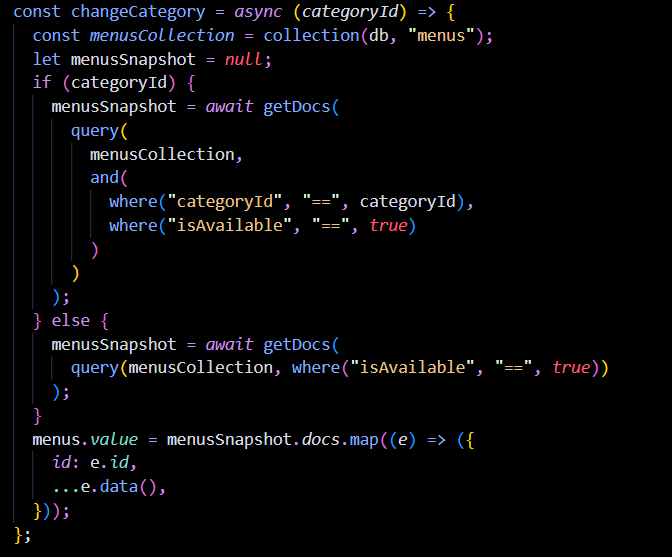 const changeCategory = async (categoryId) => {
  const menusCollection = collection(db, "menus");
  let menusSnapshot = null;
  if (categoryId) {
    menusSnapshot = await getDocs(
      query(
        menusCollection,
        and(
          where("categoryId", "==", categoryId),
          where("isAvailable", "==", true)
        )
      )
    );
  } else {
    menusSnapshot = await getDocs(
      query(menusCollection, where("isAvailable", "==", true))
    );
  }
  menus.value = menusSnapshot.docs.map((e) => ({
    id: e.id,
    ...e.data(),
  }));
};